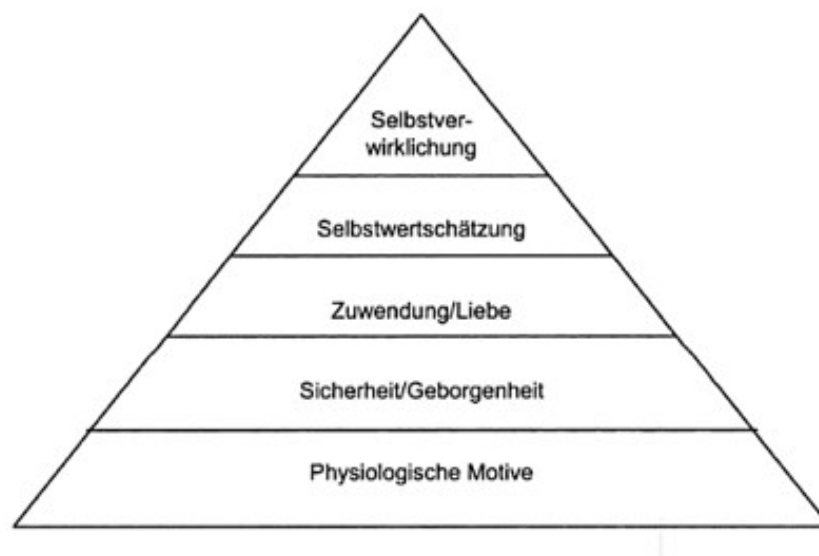 Selbstver-
wirklichung
Selbstwertschätzung
Zuwendung/Liebe
Sicherheit/Geborgenheit
Physiologische Motive